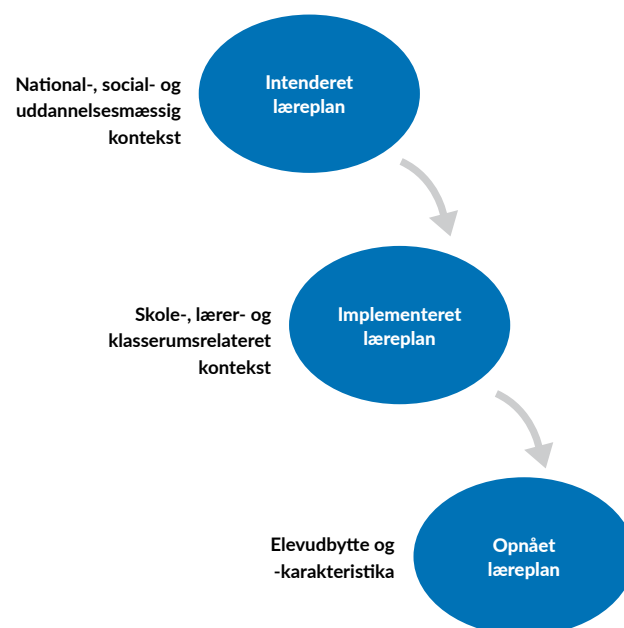 National-, social- og
uddannelsesmæssig
kontekst
Intenderet
læreplan
Skole-, lærer- og
klasserumsrelateret
kontekst
Implementeret
læreplan
Elevudbytte og
-karakteristika
Opnået
læreplan